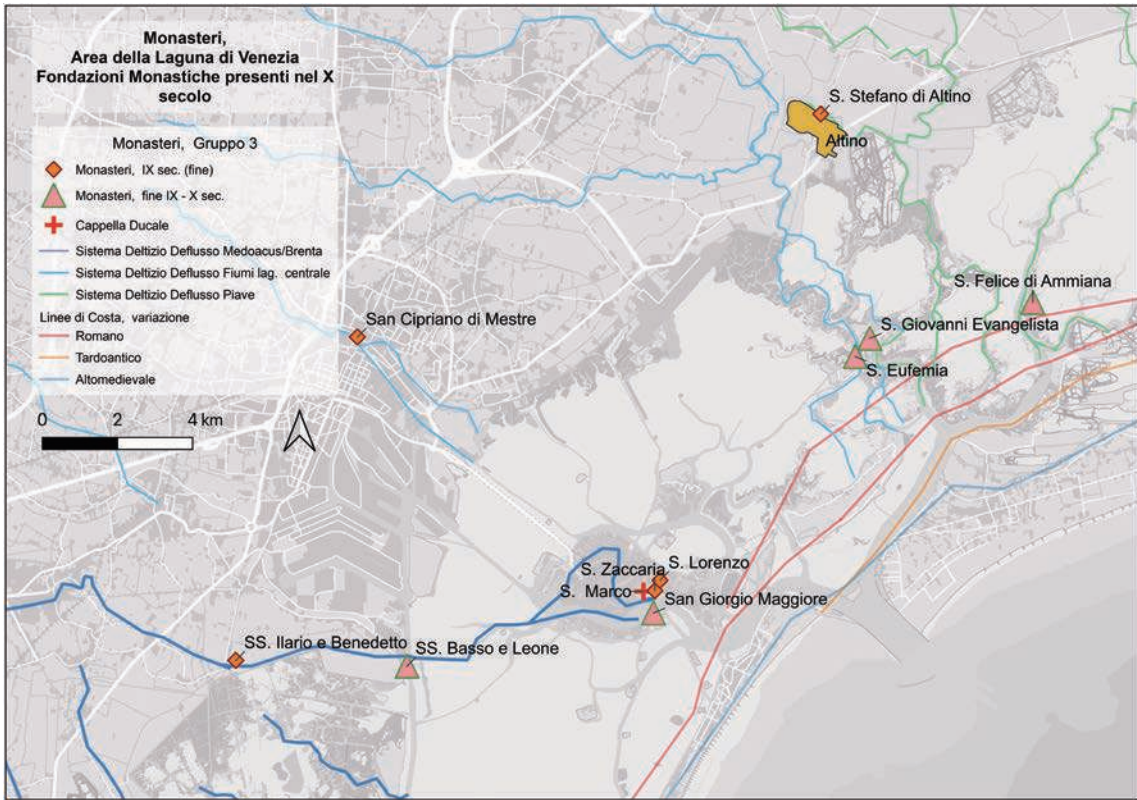 Monasteri,
Area della Laguna di Venezia
Fondazioni Monastiche presenti nel X
secolo
Monasteri, Gruppo 3
Monasteri, IX sec. (fine)
Monasteri, fine IX - X sec.
Cappella Ducale
Sistema Deltizio Deflusso Medoacus/Brenta
Sistema Deltizio Deflusso Fiumi lag. centrale
Sistema Deltizio Deflusso Piave
Linee di Costa, variazione
Romano
Tardoantico
Altomedievale
0 2 4 km
S. Stefano di Altino
Altino
S. Felice di Ammiana
San Cipriano di Mestre
S. Giovanni Evangelista
S. Eufemia
S. Lorenzo
S. Zaccaria
S. Marco
San Giorgio Maggiore
SS. Ilario e Benedetto
SS. Basso e Leone